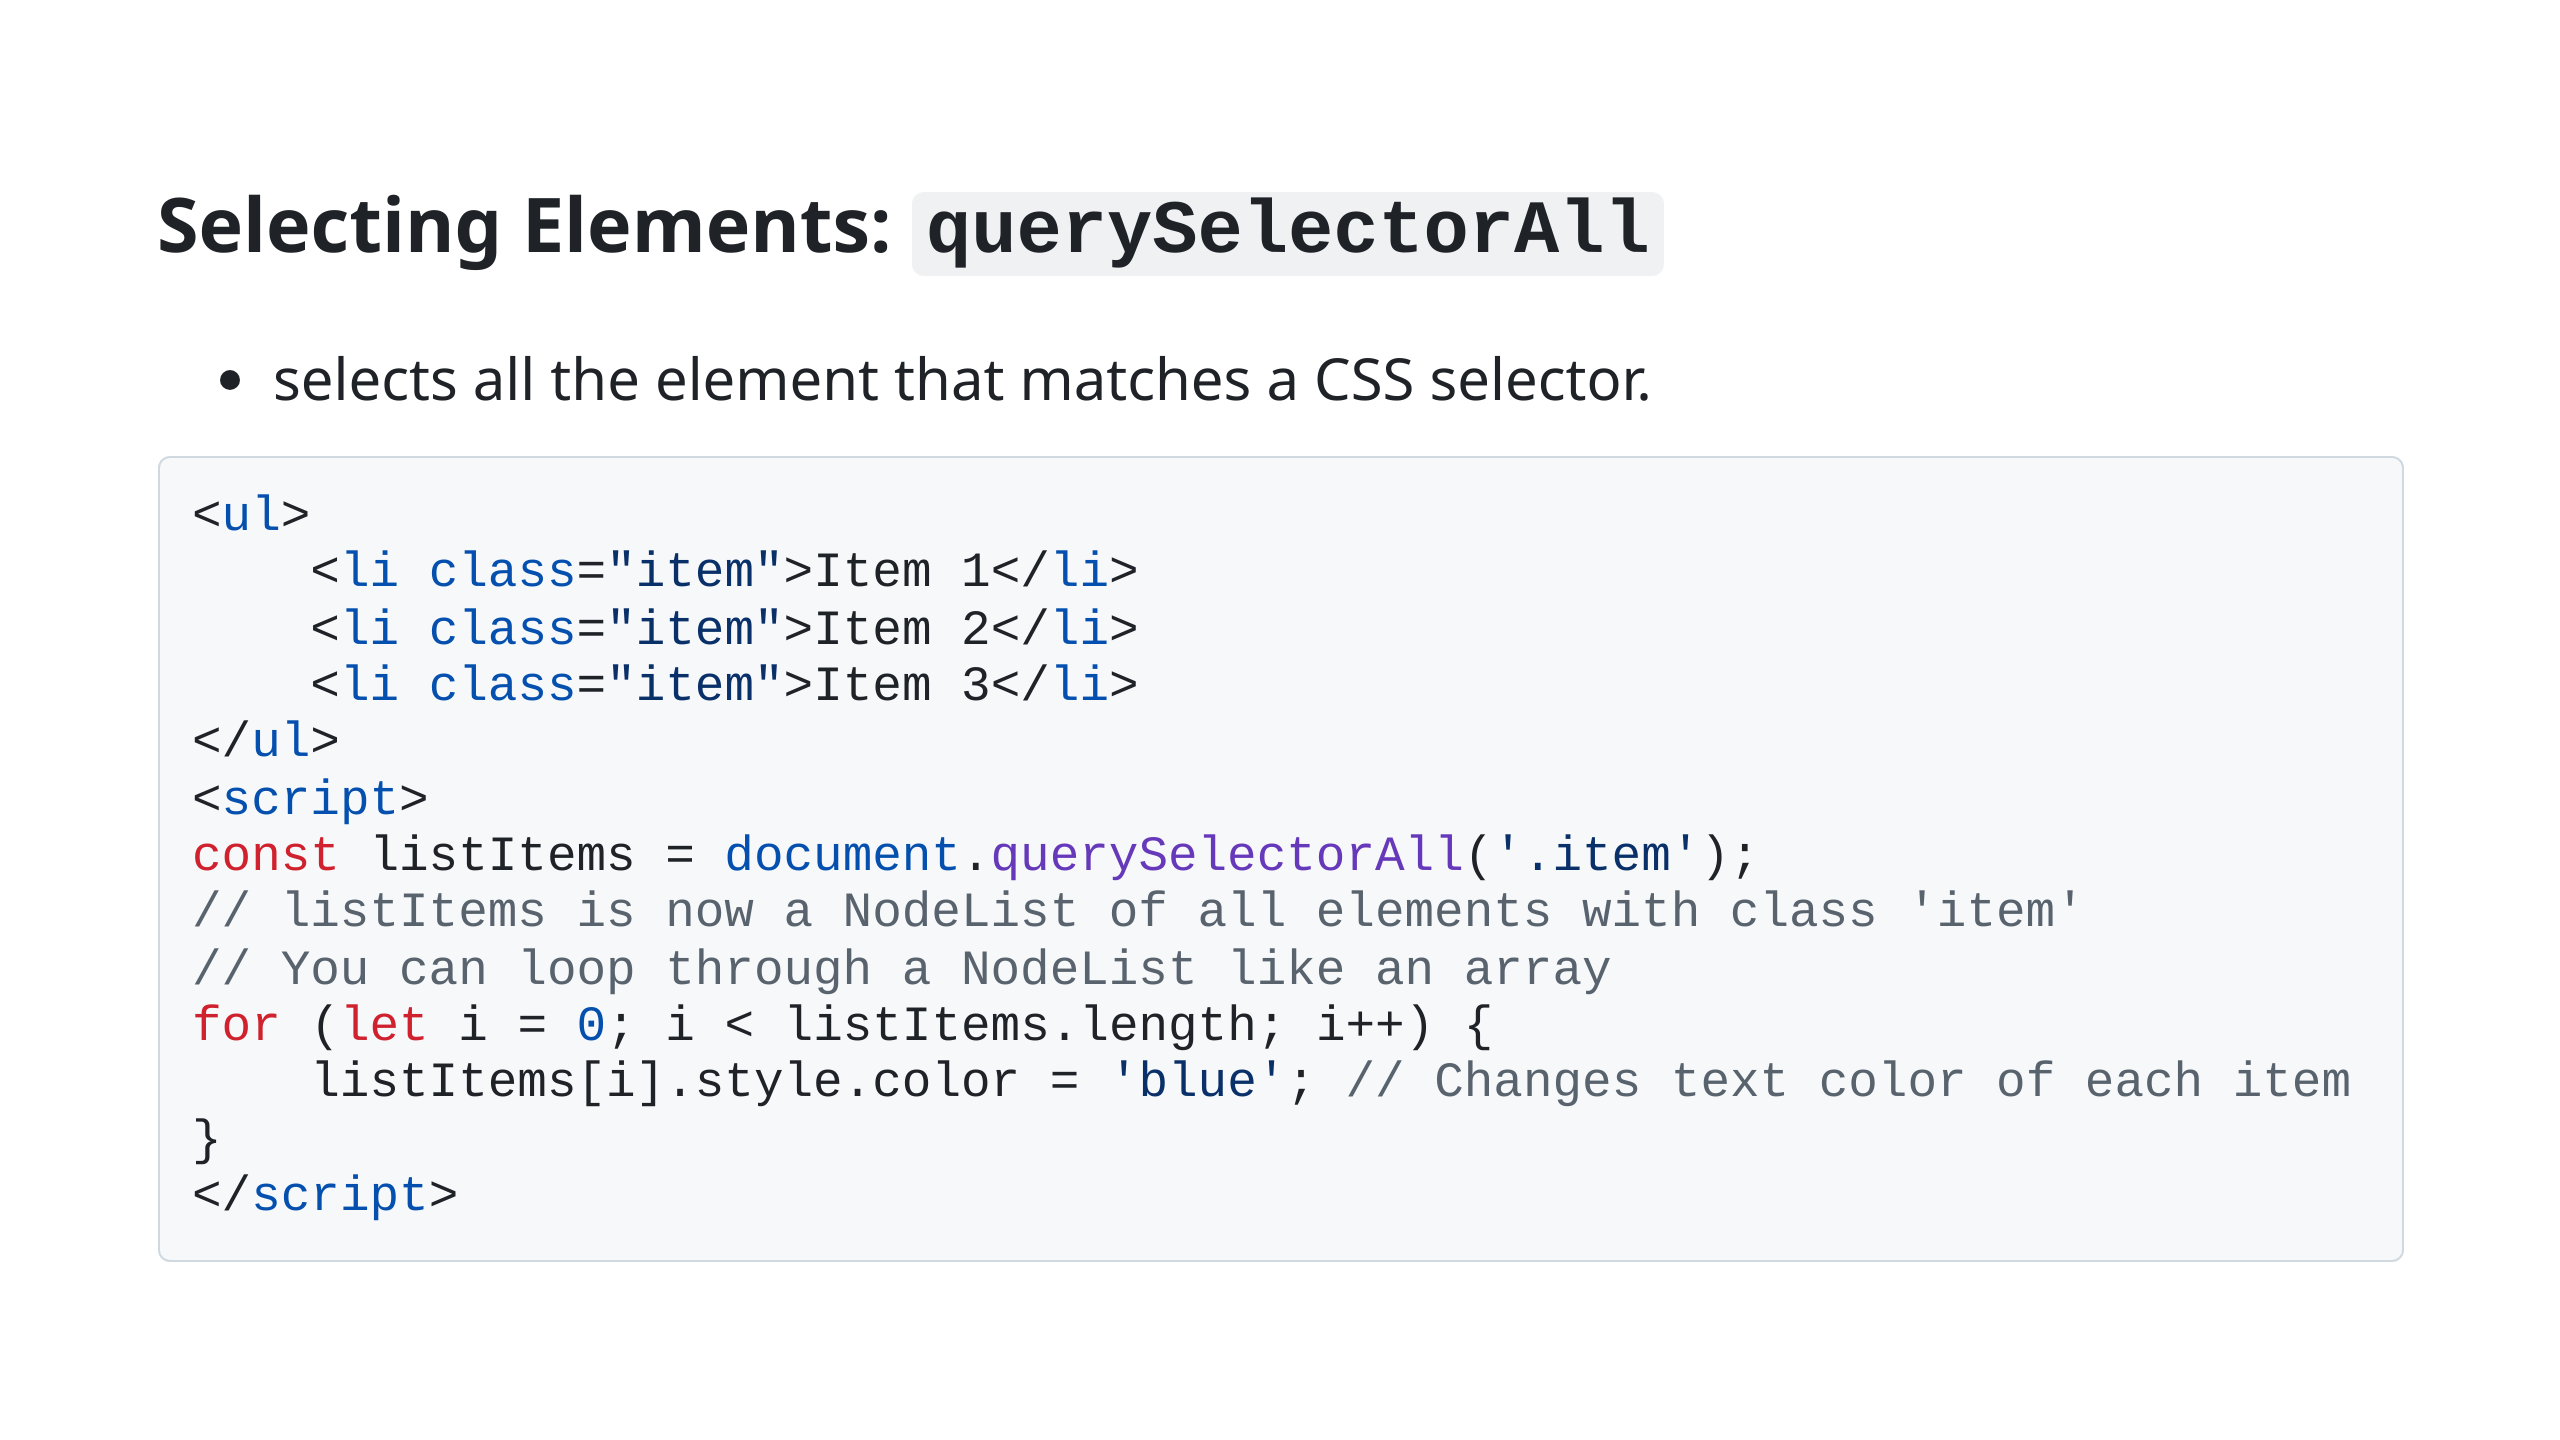 Selecting Elements: querySelectorAll
• selects all the element that matches a CSS selector.
<ul>
    <li class="item">Item 1</li>
    <li class="item">Item 2</li>
    <li class="item">Item 3</li>
</ul>
<script>
const listItems = document.querySelectorAll('.item');
// listItems is now a NodeList of all elements with class 'item'
// You can loop through a NodeList like an array
for (let i = 0; i < listItems.length; i++) {
    listItems[i].style.color = 'blue'; // Changes text color of each item
}
</script>